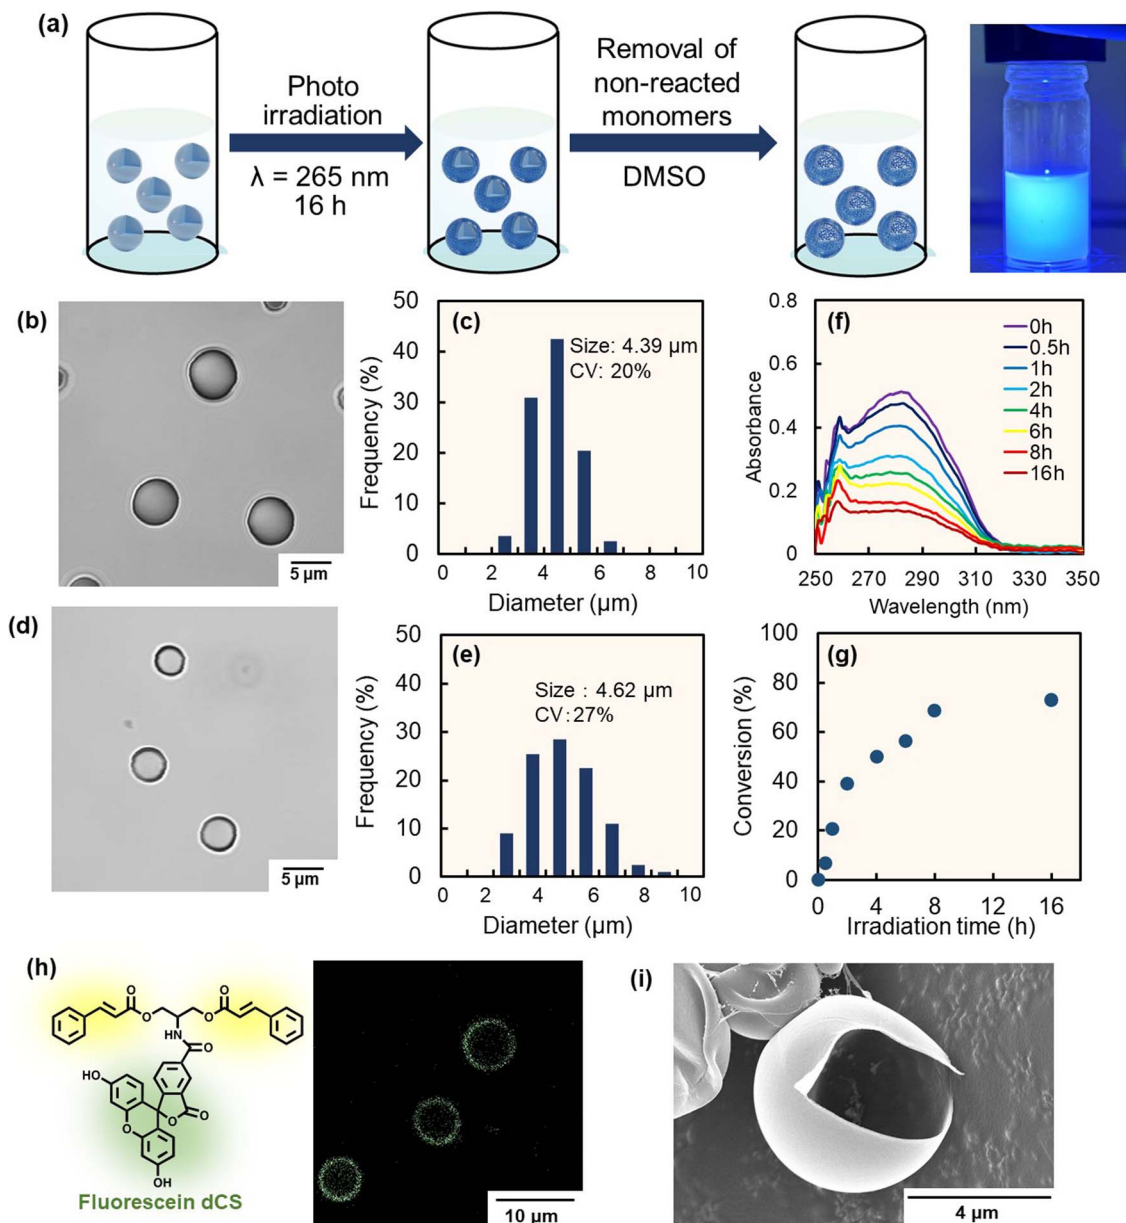 (a)
Photo
irradiation
λ = 265 nm
16 h
Removal of
non-reacted
monomers
DMSO
(b)
5 µm
(c)
Size: 4.39 µm
CV: 20%
50
40
30
20
10
0
Frequency (%)
0 2 4 6 8 10
Diameter (µm)
(f)
0h
0.5h
1h
2h
4h
6h
8h
16h
0.8
0.6
0.4
0.2
0
Absorbance
250 270 290 310 330 350
Wavelength (nm)
(d)
5 µm
(e)
Size : 4.62 µm
CV:27%
50
40
30
20
10
0
Frequency (%)
0 2 4 6 8 10
Diameter (µm)
(g)
100
80
60
40
20
0
Conversion (%)
0 4 8 12 16
Irradiation time (h)
(h)
O
O
O
O
HN
O
HO
O
O
O
OH
Fluorescein dCS
10 µm
(i)
4 µm